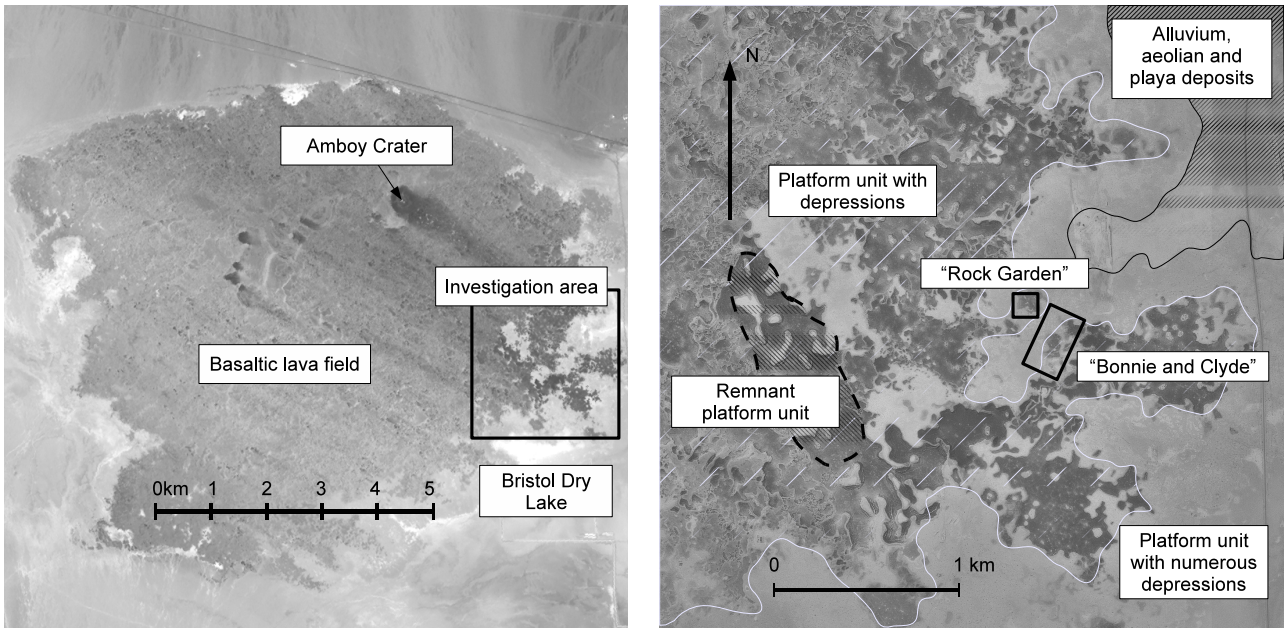 Amboy Crater
Investigation area
Basaltic lava field
0km 1 2 3 4 5
Bristol Dry
Lake
Alluvium,
aeolian and
playa deposits
N
Platform unit with
depressions
“Rock Garden”
“Bonnie and Clyde”
Remnant
platform unit
Platform unit
with numerous
depressions
0 1 km